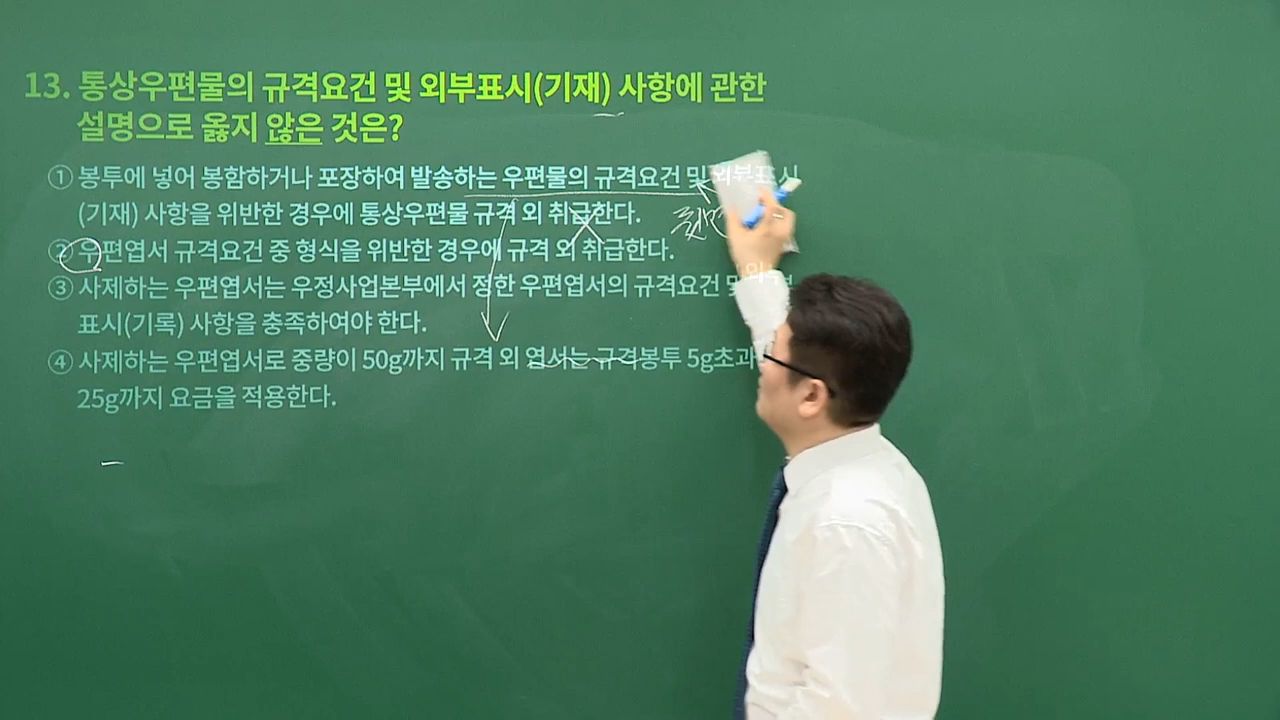 13. 통상우편물의 규격요건 및 외부표시(기재) 사항에 관한
설명으로 옳지 않은 것은?
① 봉투에 넣어 봉함하거나 포장하여 발송하는 우편물의 규격요건 및 외부표시
(기재) 사항을 위반한 경우에 통상우편물 규격 외 취급한다.
② 우편엽서 규격요건 중 형식을 위반한 경우에 규격 외 취급한다.
③ 사제하는 우편엽서는 우정사업본부에서 정한 우편엽서의 규격요건 및 외부
표시(기록) 사항을 충족하여야 한다.
④ 사제하는 우편엽서로 중량이 50g까지 규격 외 엽서는 규격봉투 5g초과
25g까지 요금을 적용한다.